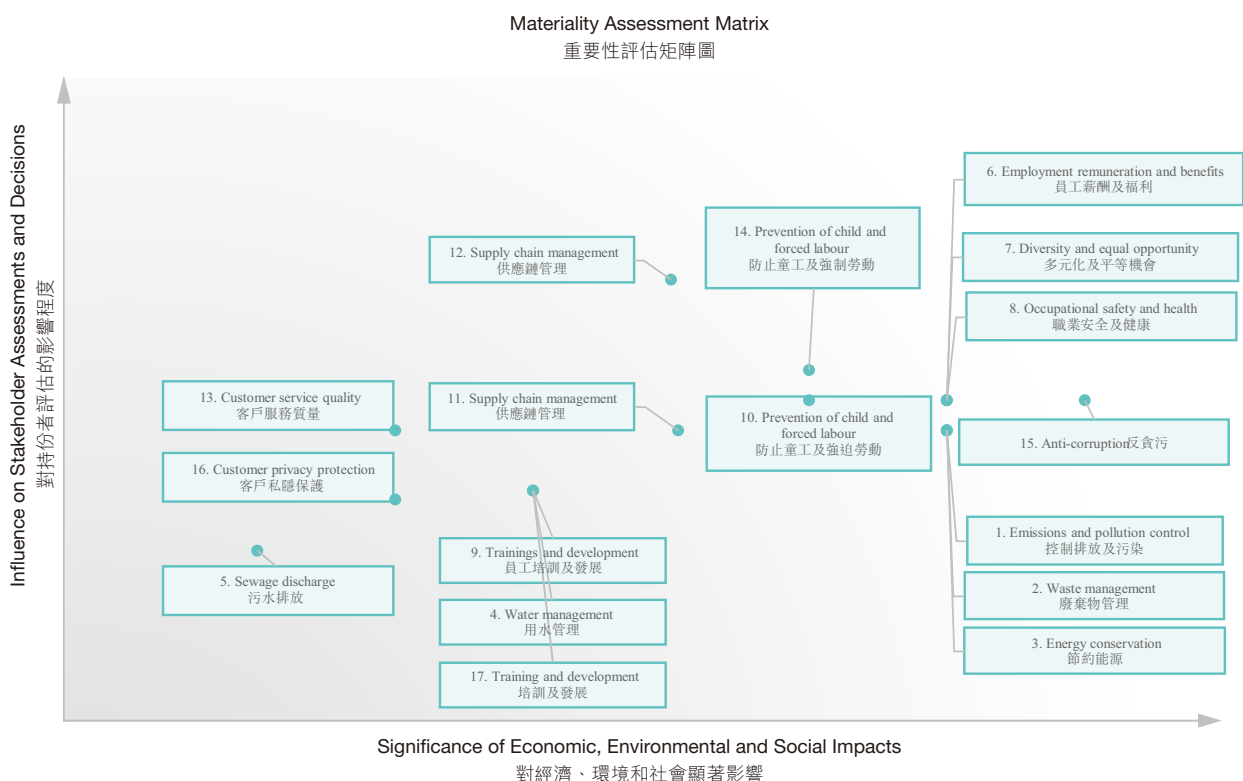 Materiality Assessment Matrix
重要性評估矩陣圖
Influence on Stakeholder Assessments and Decisions
對持份者評估的影響程度
6. Employment remuneration and benefits
員工薪酬及福利
7. Diversity and equal opportunity
多元化及平等機會
8. Occupational safety and health
職業安全及健康
14. Prevention of child and
forced labour
防止童工及強制勞動
12. Supply chain management
供應鏈管理
13. Customer service quality
客戶服務質量
11. Supply chain management
供應鏈管理
10. Prevention of child and
forced labour
防止童工及強迫勞動
15. Anti-corruption反貪污
16. Customer privacy protection
客戶私隱保護
9. Trainings and development
員工培訓及發展
5. Sewage discharge
污水排放
4. Water management
用水管理
17. Training and development
培訓及發展
1. Emissions and pollution control
控制排放及污染
2. Waste management
廢棄物管理
3. Energy conservation
節約能源
Significance of Economic, Environmental and Social Impacts
對經濟、環境和社會顯著影響